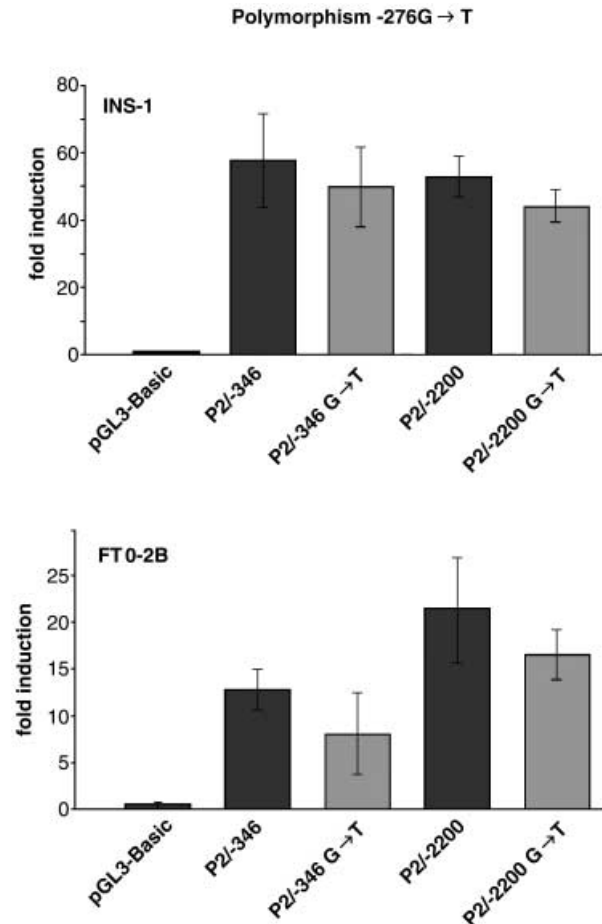 Polymorphism -276G → T
INS-1
fold induction
80
60
40
20
0
pGL3-Basic
P2/-346
P2/-346 G→T
P2/-2200
P2/-2200 G→T
FT0-2B
fold induction
25
20
15
10
5
0
pGL3-Basic
P2/-346
P2/-346 G→T
P2/-2200
P2/-2200 G→T